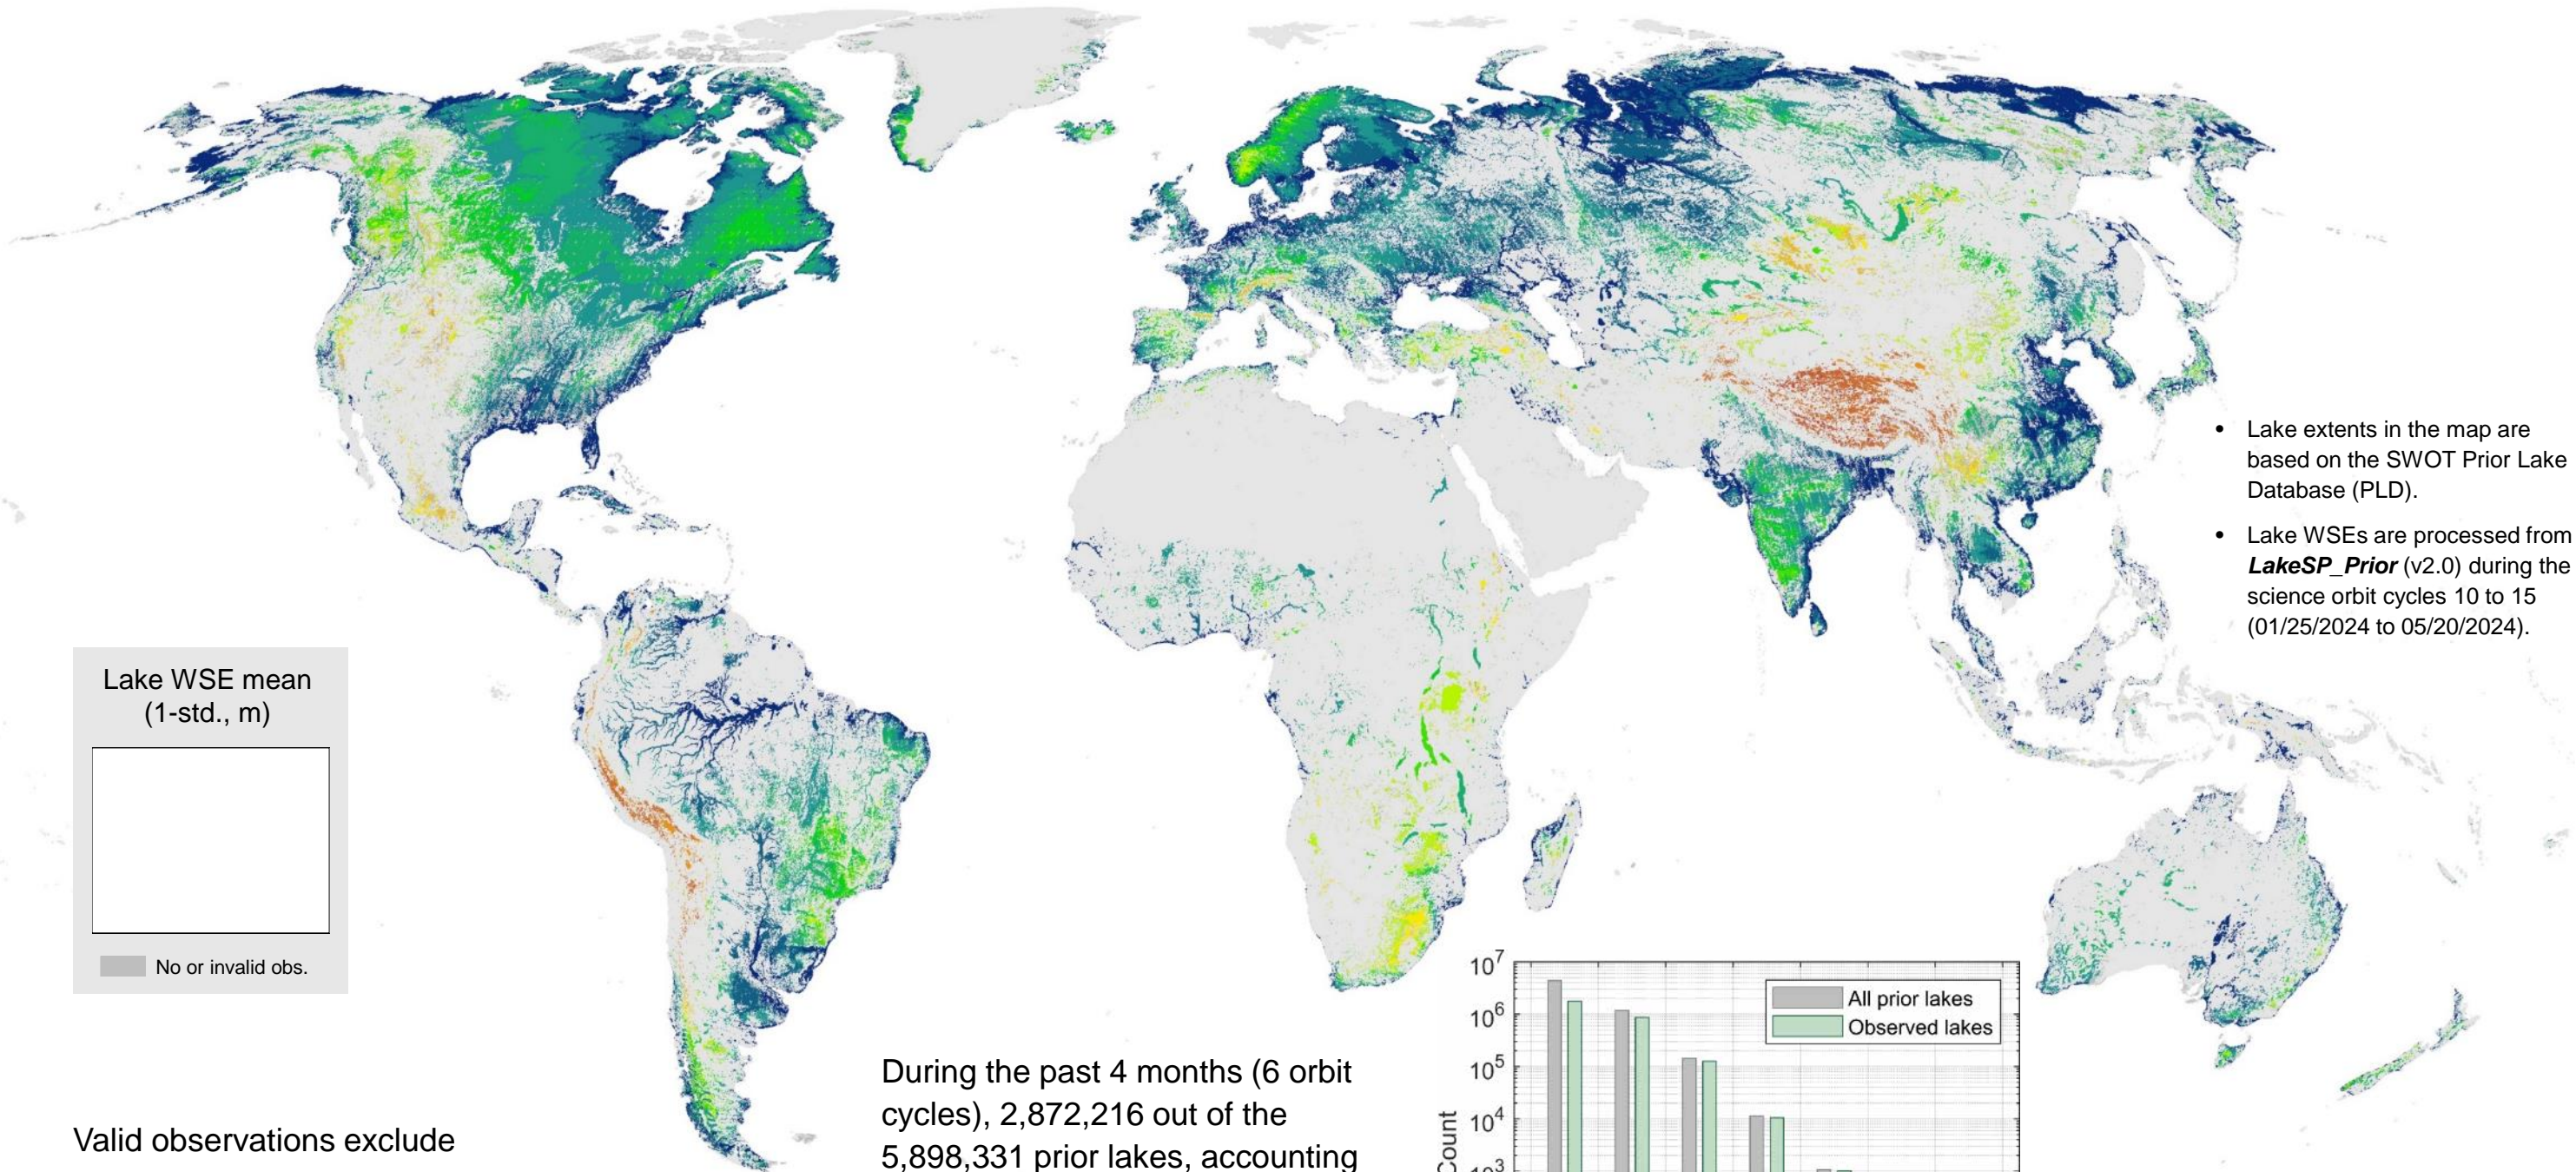 • Lake extents in the map are
based on the SWOT Prior Lake
Database (PLD).
• Lake WSEs are processed from
LakeSP_Prior (v2.0) during the
science orbit cycles 10 to 15
(01/25/2024 to 05/20/2024).
Lake WSE mean
(1-std., m)
No or invalid obs.
Valid observations exclude
During the past 4 months (6 orbit
cycles), 2,872,216 out of the
5,898,331 prior lakes, accounting
10^7
10^6
10^5
10^4
10^3
Count
All prior lakes
Observed lakes